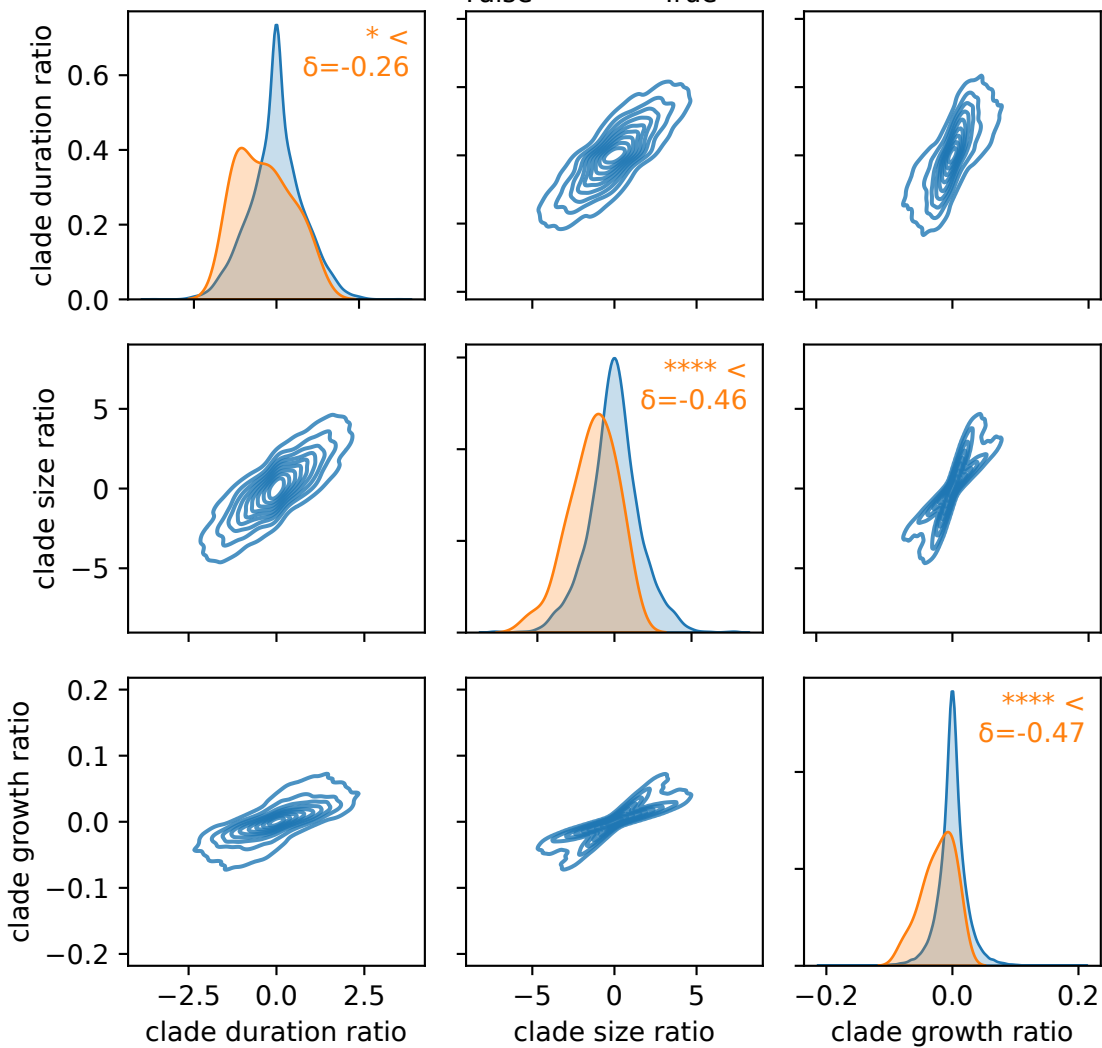 clade duration ratio
0.6
0.4
0.2
0.0
* <
δ=-0.26
clade size ratio
5
0
−5
**** <
δ=-0.46
clade growth ratio
0.2
0.1
0.0
−0.1
−0.2
**** <
δ=-0.47
−2.5 0.0 2.5
−5 0 5
−0.2 0.0 0.2
clade duration ratio
clade size ratio
clade growth ratio